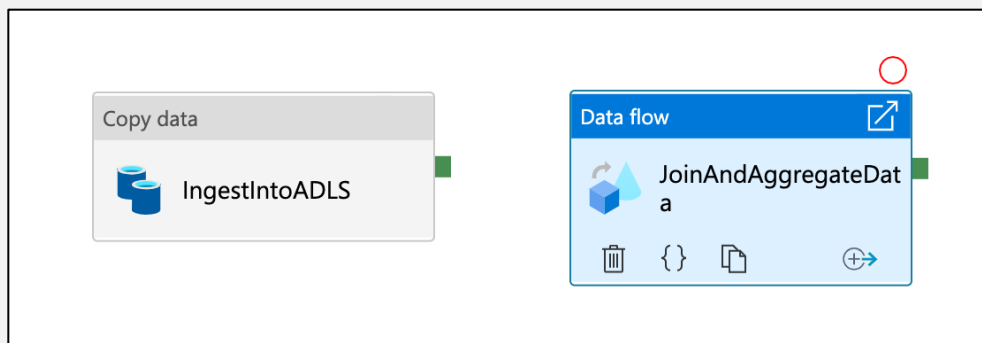 Copy data
IngestIntoADLS
Data flow
JoinAndAggregateDat
a
{}